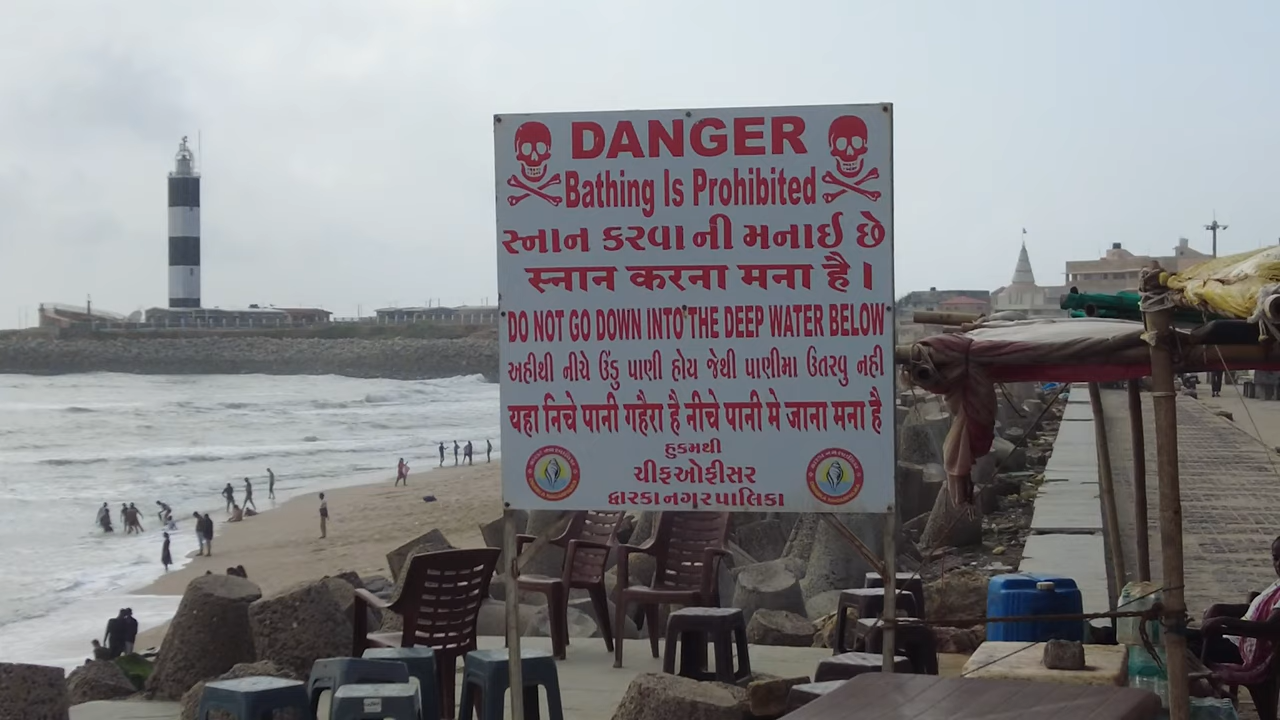 DANGER
Bathing Is Prohibited
સ્નાન કરવા ની મનાઇ છે
स्नान करना मना है।
DO NOT GO DOWN INTO THE DEEP WATER BELOW
અહીથી નીચે ઉંડુ પાણી હોય જેથી પાણીમા ઉતરવુ નહી
यहा निचे पानी गहैरा है नीचे पानी मे जाना मना है
હુકમથી
ચીફઓફીસર
દ્વારકા નગરપાલિકા